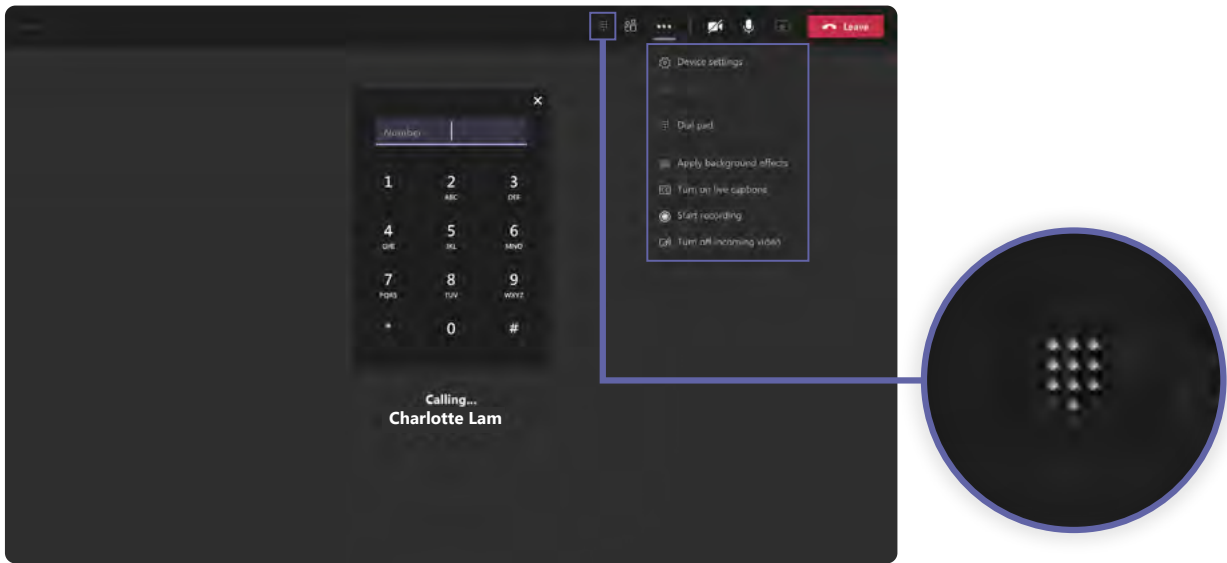 Leave
Device settings
Dial pad
Apply background effects
Turn on live captions
Start recording
Turn off incoming video
Number
1 2 3
ABC DEF
4 5 6
GHI JKL MNO
7 8 9
PQRS TUV WXYZ
* 0 #
Calling...
Charlotte Lam